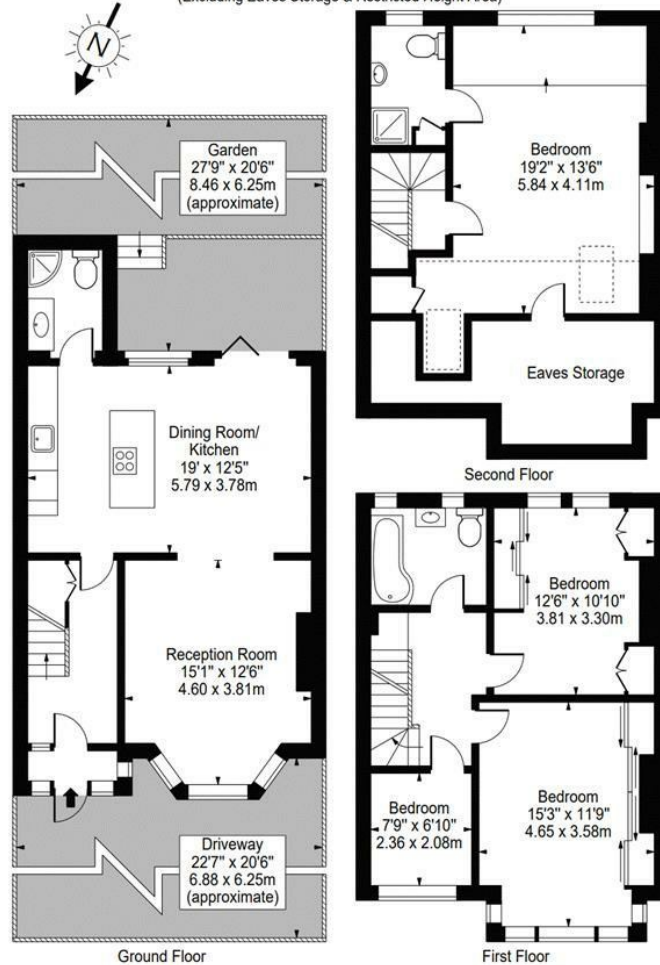 (Excluding Eaves Storage & Restricted Height Area)
N
Garden
27'9" x 20'6"
8.46 x 6.25m
(approximate)
Dining Room/
Kitchen
19' x 12'5"
5.79 x 3.78m
Reception Room
15'1" x 12'6"
4.60 x 3.81m
Driveway
22'7" x 20'6"
6.88 x 6.25m
(approximate)
Ground Floor
Bedroom
19'2" x 13'6"
5.84 x 4.11m
Eaves Storage
Second Floor
Bedroom
12'6" x 10'10"
3.81 x 3.30m
Bedroom
7'9" x 6'10"
2.36 x 2.08m
Bedroom
15'3" x 11'9"
4.65 x 3.58m
First Floor